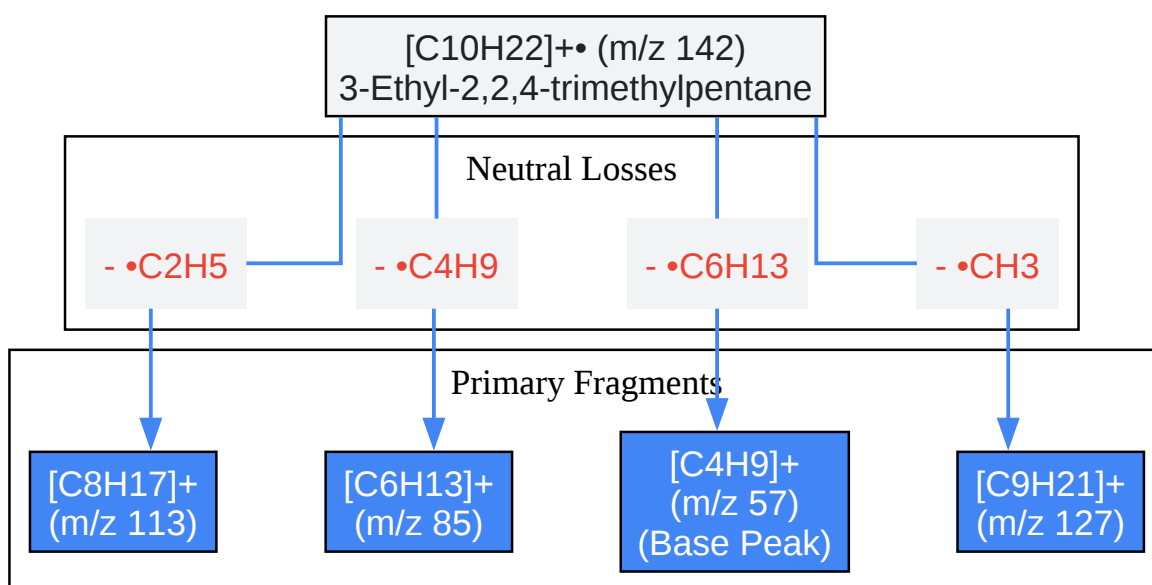 [C10H22]+• (m/z 142)
3-Ethyl-2,2,4-trimethylpentane
Neutral Losses
- •C2H5
- •C4H9
- •C6H13
- •CH3
Primary Fragments
[C8H17]+
(m/z 113)
[C6H13]+
(m/z 85)
[C4H9]+
(m/z 57)
(Base Peak)
[C9H21]+
(m/z 127)